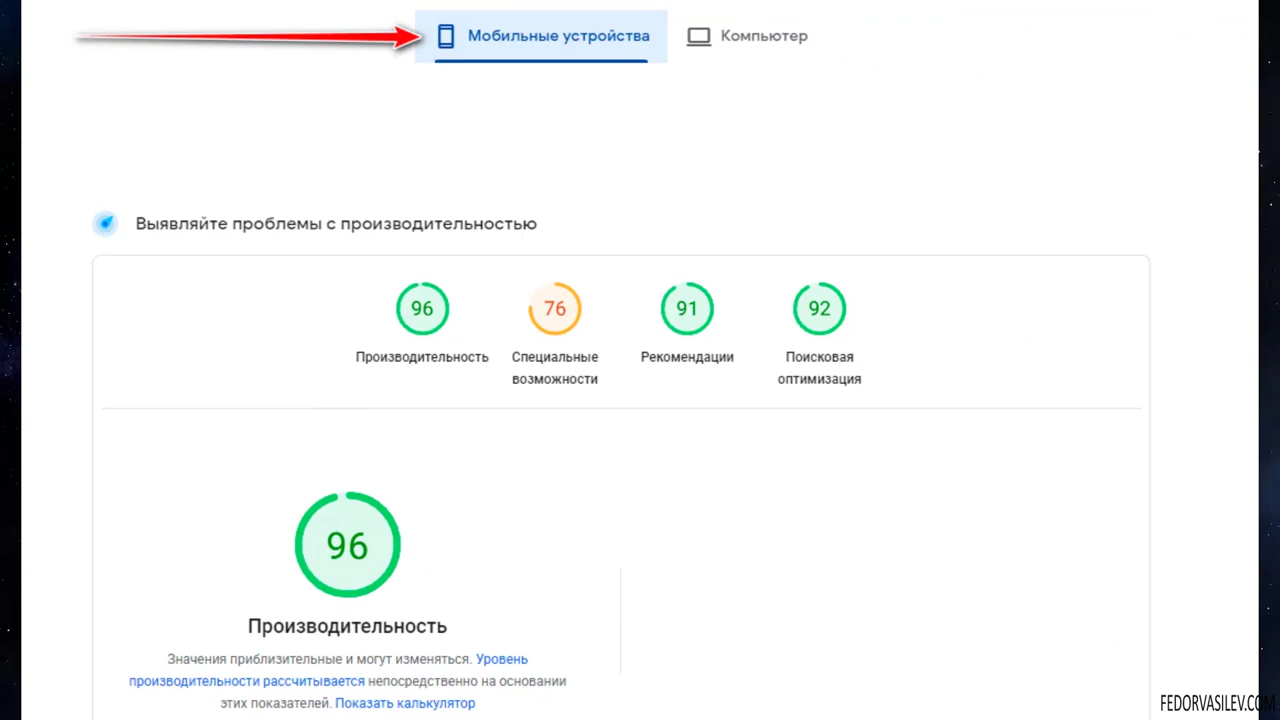 Мобильные устройства
Компьютер
Выявляйте проблемы с производительностью
96
76
91
92
Производительность
Специальные
возможности
Рекомендации
Поисковая
оптимизация
96
Производительность
Значения приблизительные и могут изменяться. Уровень
производительности рассчитывается непосредственно на основании
этих показателей. Показать калькулятор
FEDORVASILEV.COM